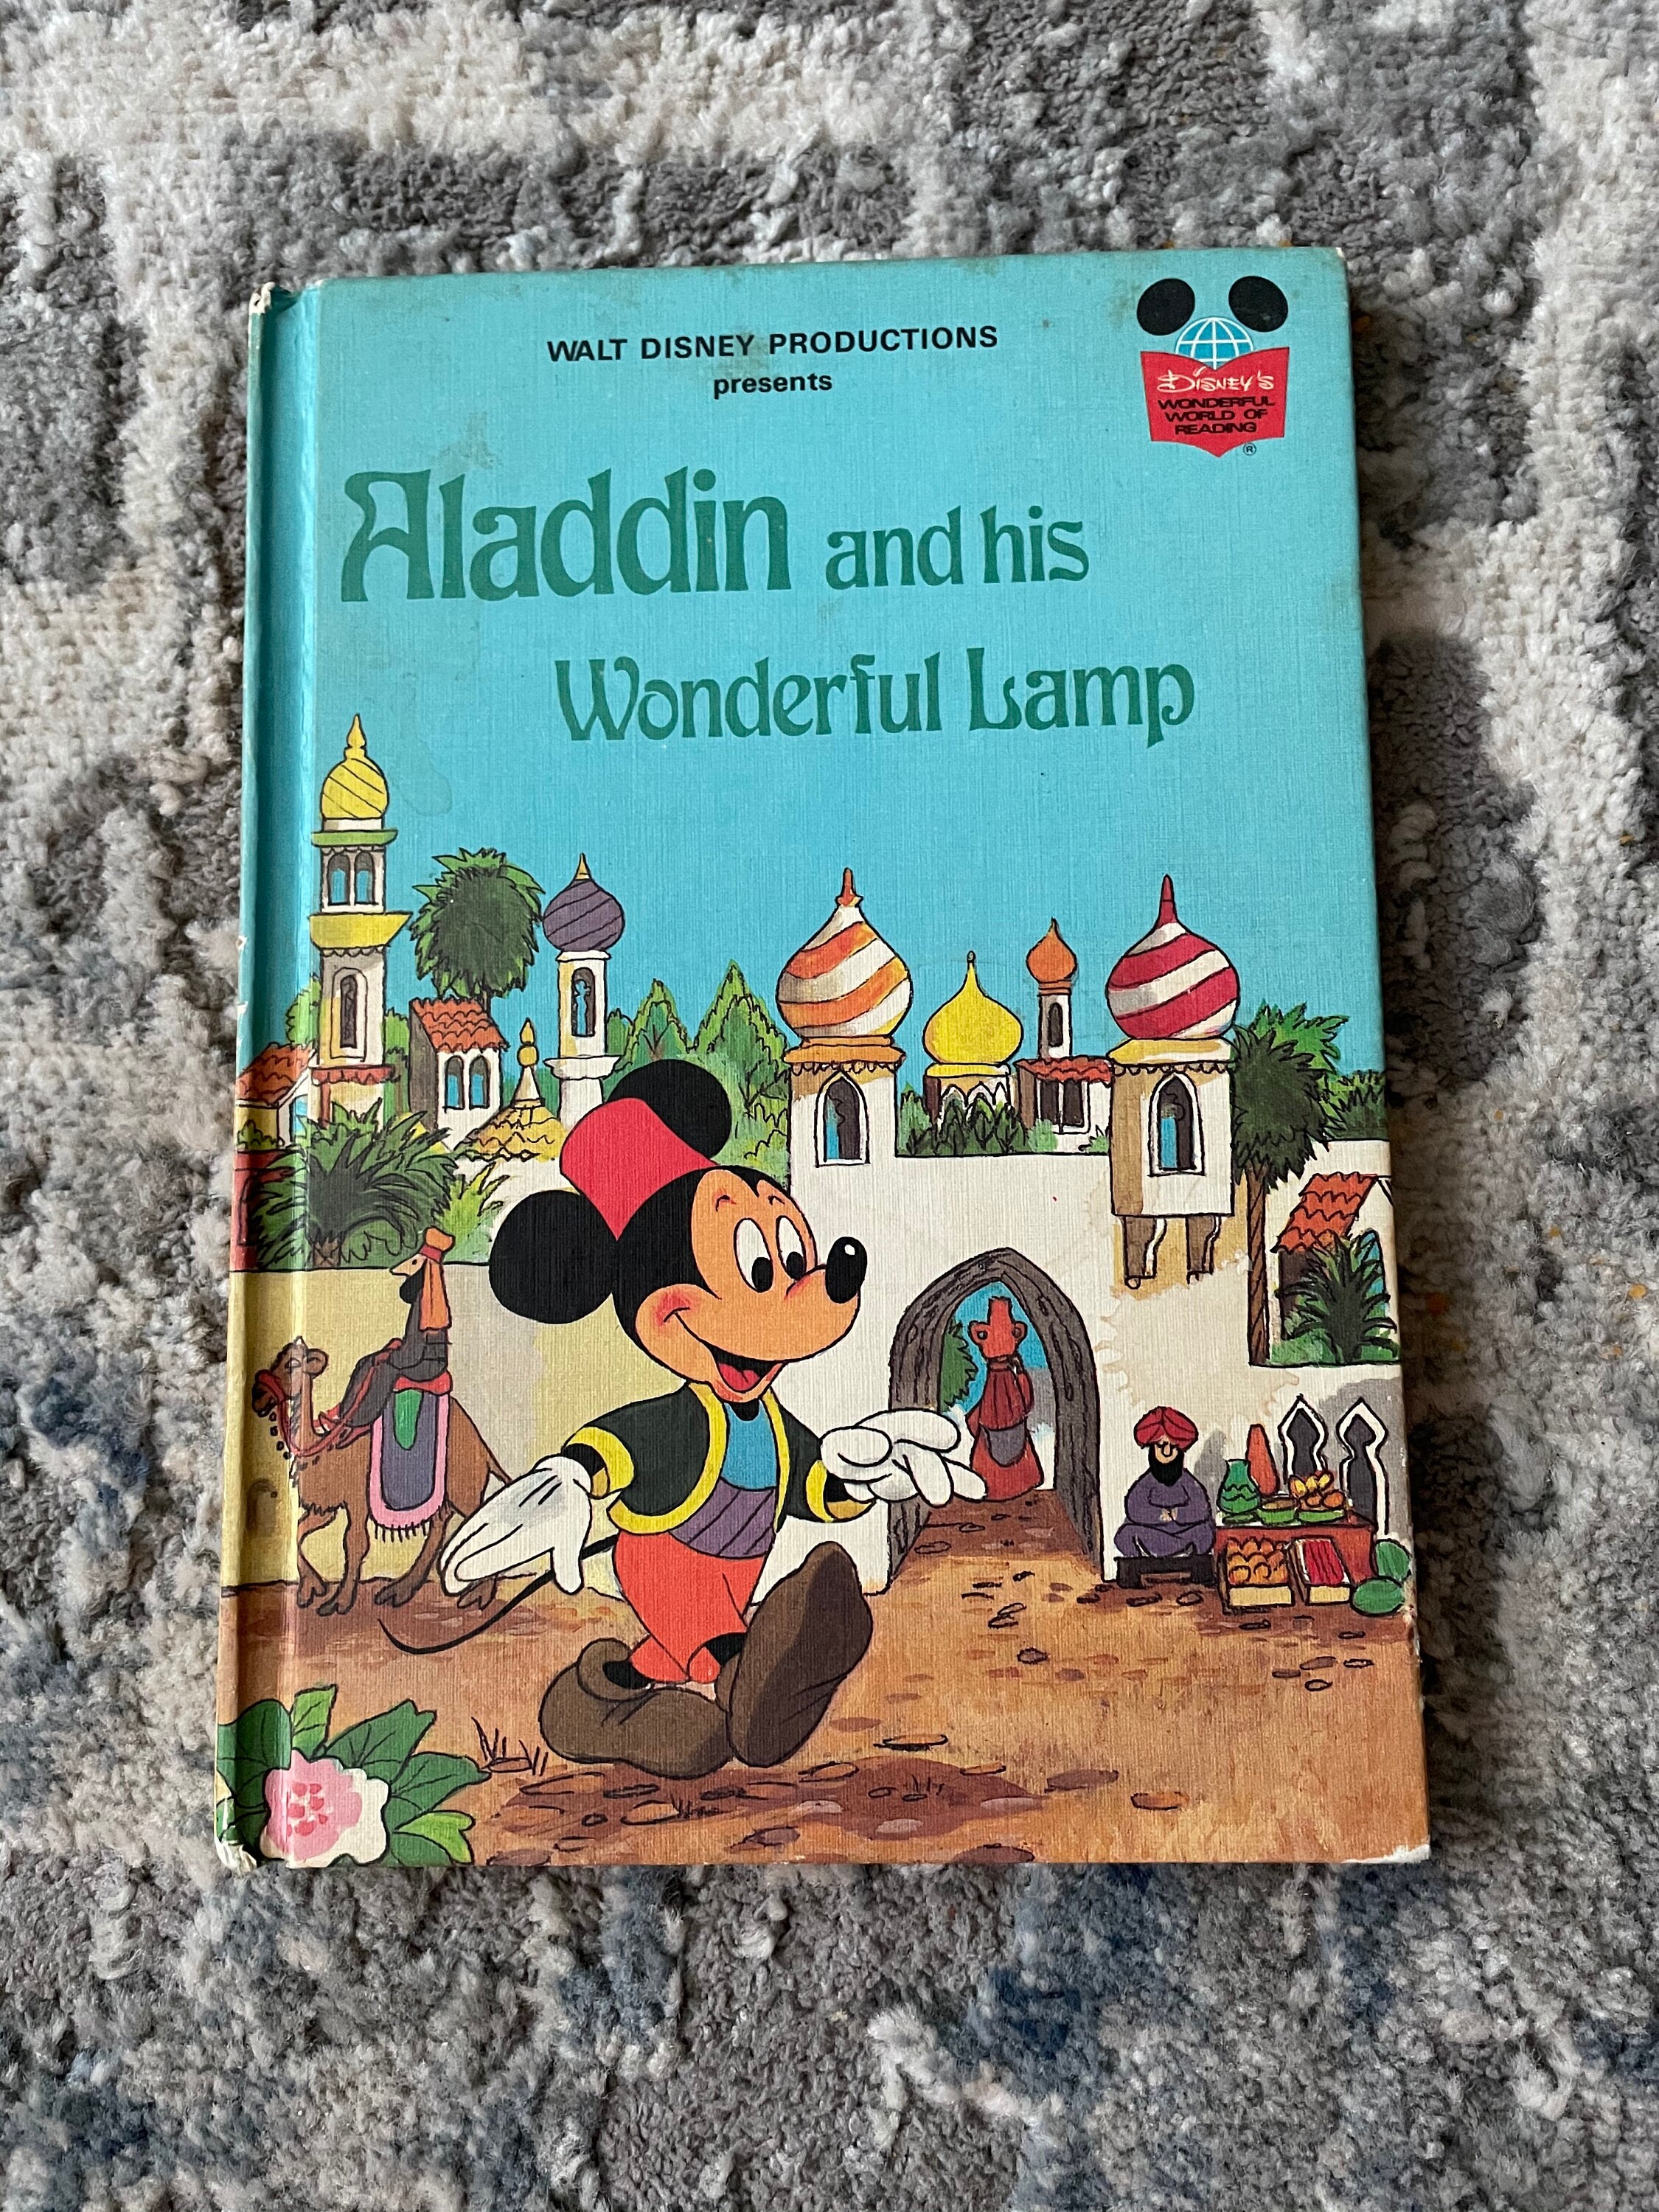 WALT DISNEY PRODUCTIONS
presents
DISNEY'S
WONDERFUL
WORLD OF
READING
®
Aladdin and his
Wonderful Lamp